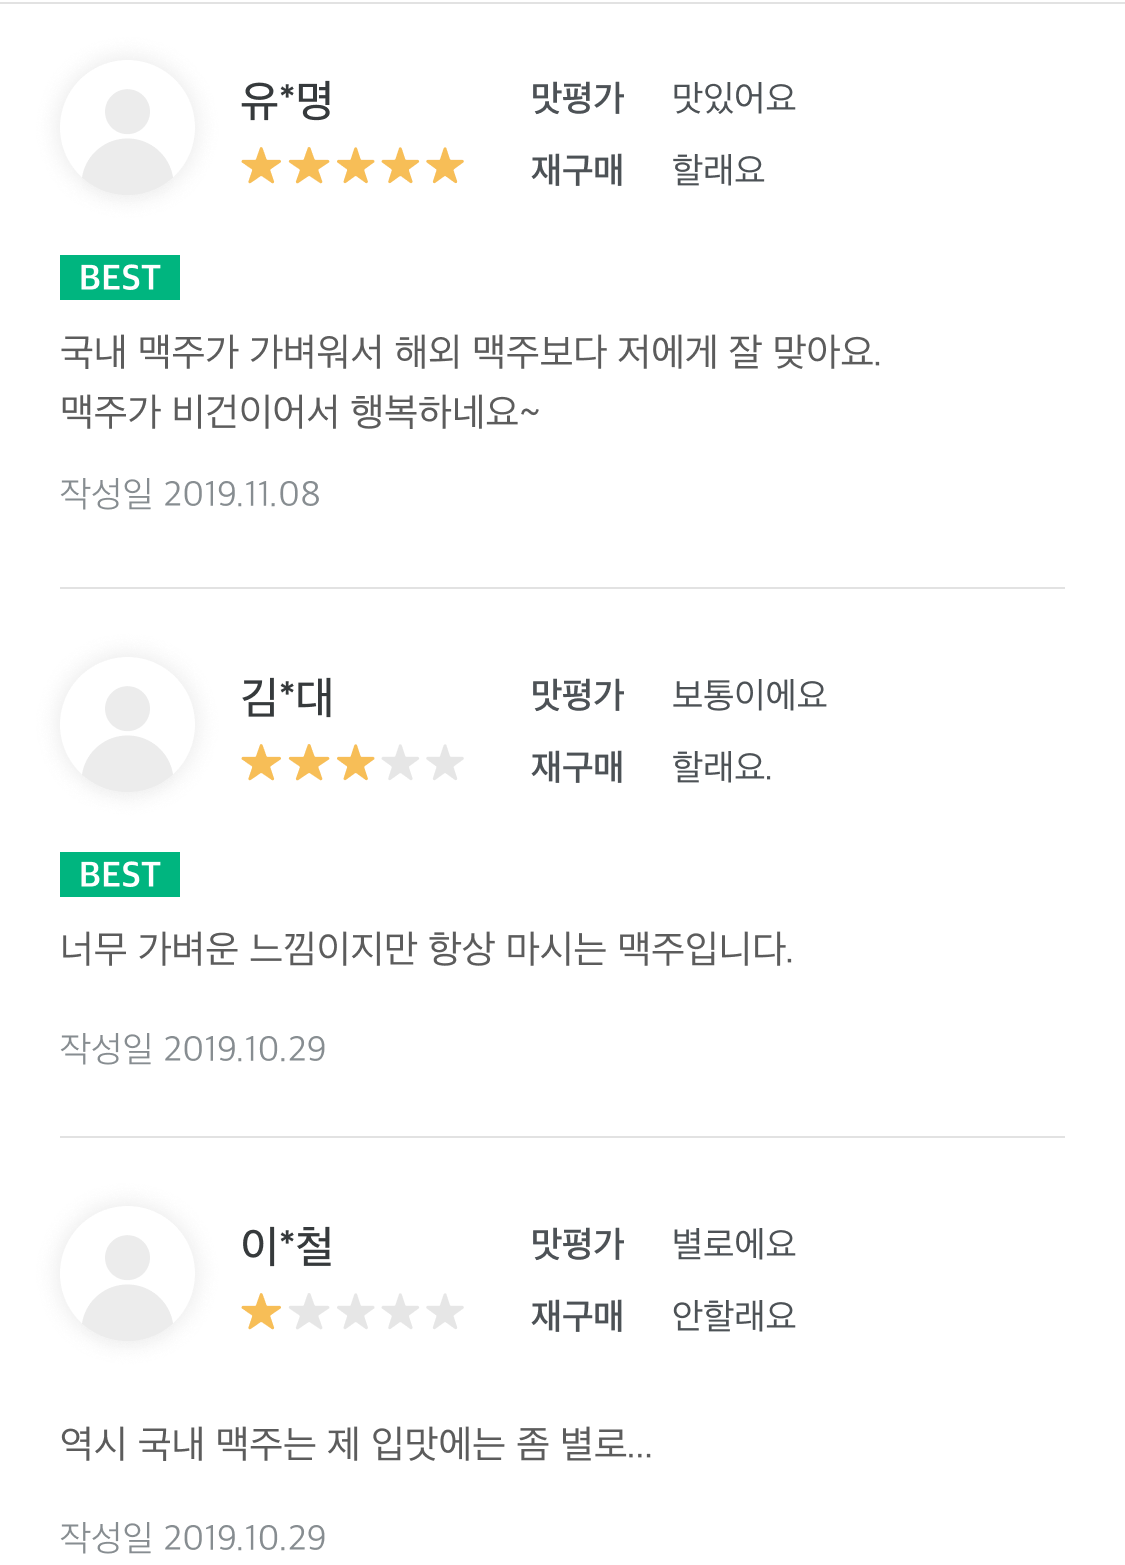 유*명
맛평가 맛있어요
재구매 할래요
BEST
국내 맥주가 가벼워서 해외 맥주보다 저에게 잘 맞아요.
맥주가 비건이어서 행복하네요~
작성일 2019.11.08
김*대
맛평가 보통이에요
재구매 할래요.
BEST
너무 가벼운 느낌이지만 항상 마시는 맥주입니다.
작성일 2019.10.29
이*철
맛평가 별로에요
재구매 안할래요
역시 국내 맥주는 제 입맛에는 좀 별로...
작성일 2019.10.29